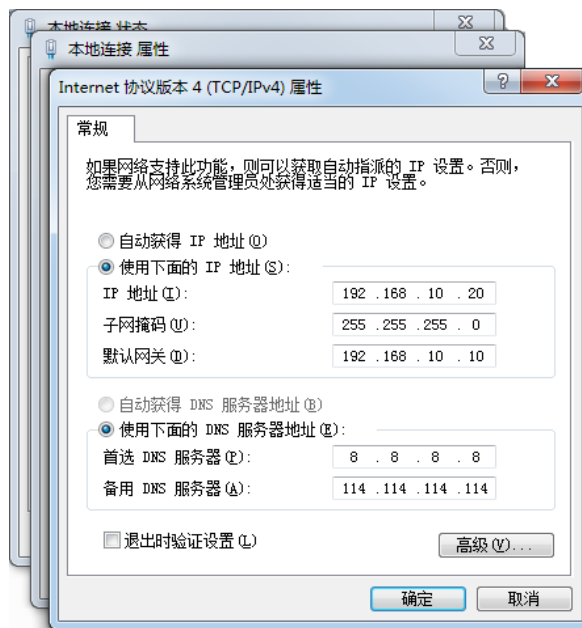 本地连接 状态
本地连接 属性
Internet 协议版本 4 (TCP/IPv4) 属性
常规
如果网络支持此功能，则可以获取自动指派的 IP 设置。否则，
您需要从网络系统管理员处获得适当的 IP 设置。
自动获得 IP 地址(O)
使用下面的 IP 地址(S):
IP 地址(I): 192 .168 .10 .20
子网掩码(U): 255 .255 .255 .0
默认网关(D): 192 .168 .10 .10
自动获得 DNS 服务器地址(B)
使用下面的 DNS 服务器地址(E):
首选 DNS 服务器(P): 8 .8 .8 .8
备用 DNS 服务器(A): 114 .114 .114 .114
退出时验证设置(L)
高级(V)...
确定 取消